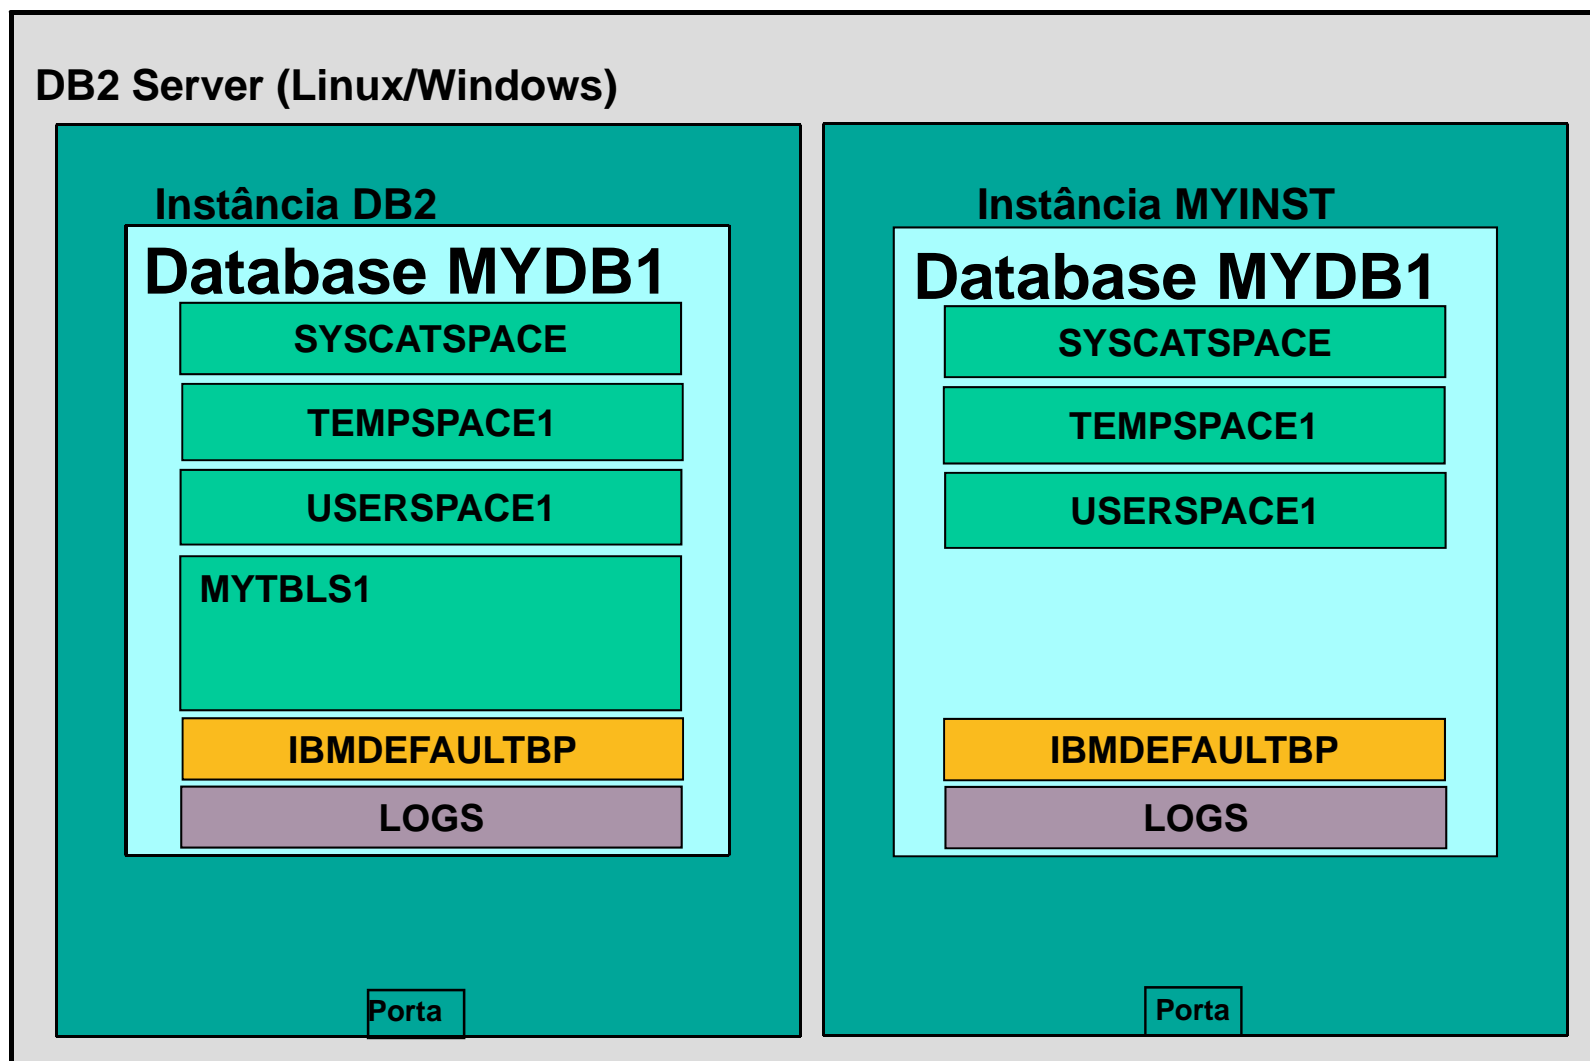 DB2 Server (Linux/Windows)
Instância DB2
Database MYDB1
SYSCATSPACE
TEMPSPACE1
USERSPACE1
MYTBLS1
IBMDEFAULTBP
LOGS
Porta
Instância MYINST
Database MYDB1
SYSCATSPACE
TEMPSPACE1
USERSPACE1
IBMDEFAULTBP
LOGS
Porta